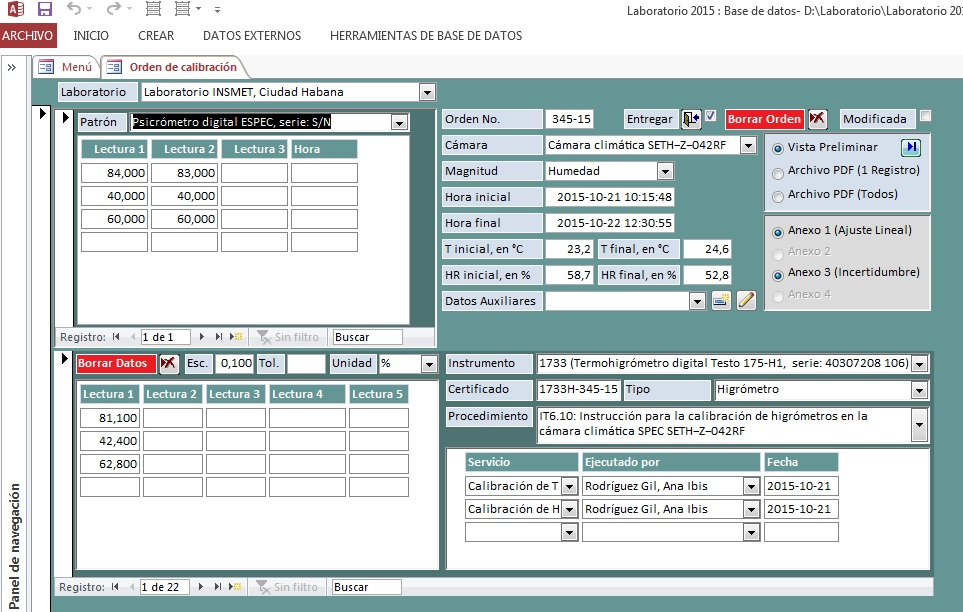 Laboratorio 2015 : Base de datos- D:\Laboratorio\Laboratorio 20
ARCHIVO INICIO CREAR DATOS EXTERNOS HERRAMIENTAS DE BASE DE DATOS
Menú Orden de calibración
Laboratorio Laboratorio INSMET, Ciudad Habana
Patrón Psicrómetro digital ESPEC, serie: S/N
Lectura 1 Lectura 2 Lectura 3 Hora
84,000 83,000
40,000 40,000
60,000 60,000
Registro: 1 de 1 Sin filtro Buscar
Orden No. 345-15 Entregar Borrar Orden Modificada
Cámara Cámara climática SETH–Z–042RF
Magnitud Humedad
Hora inicial 2015-10-21 10:15:48
Hora final 2015-10-22 12:30:55
T inicial, en °C 23,2 T final, en °C 24,6
HR inicial, en % 58,7 HR final, en % 52,8
Datos Auxiliares
Vista Preliminar
Archivo PDF (1 Registro)
Archivo PDF (Todos)
Anexo 1 (Ajuste Lineal)
Anexo 2
Anexo 3 (Incertidumbre)
Anexo 4
Borrar Datos Esc. 0,100 Tol. Unidad %
Lectura 1 Lectura 2 Lectura 3 Lectura 4 Lectura 5
81,100
42,400
62,800
Instrumento 1733 (Termohigrómetro digital Testo 175-H1, serie: 40307208 106)
Certificado 1733H-345-15 Tipo Higrómetro
Procedimiento IT6.10: Instrucción para la calibración de higrómetros en la
cámara climática SPEC SETH–Z–042RF
Servicio Ejecutado por Fecha
Calibración de T Rodríguez Gil, Ana Ibis 2015-10-21
Calibración de H Rodríguez Gil, Ana Ibis 2015-10-21
Registro: 1 de 22 Sin filtro Buscar
Panel de navegación